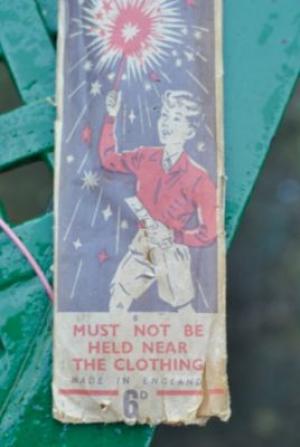 MUST NOT BE
HELD NEAR
THE CLOTHING
MADE IN ENGLAND
6D